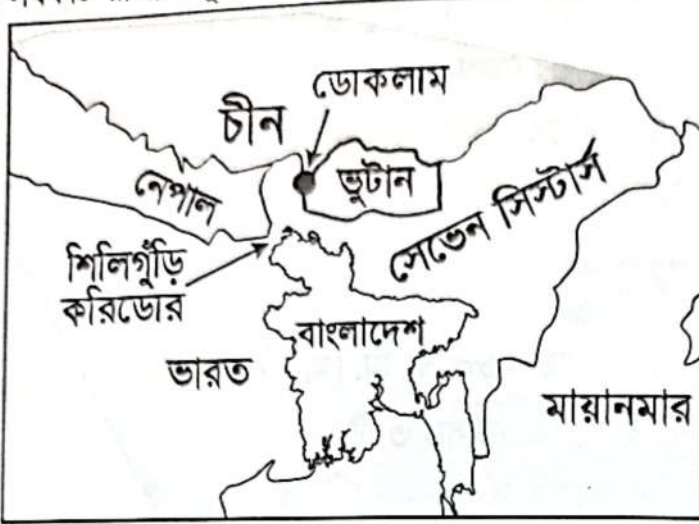 ডোকলাম
চীন
নেপাল
ভুটান
সেভেন সিস্টার্স
শিলিগুঁড়ি
করিডোর
বাংলাদেশ
ভারত
মায়ানমার